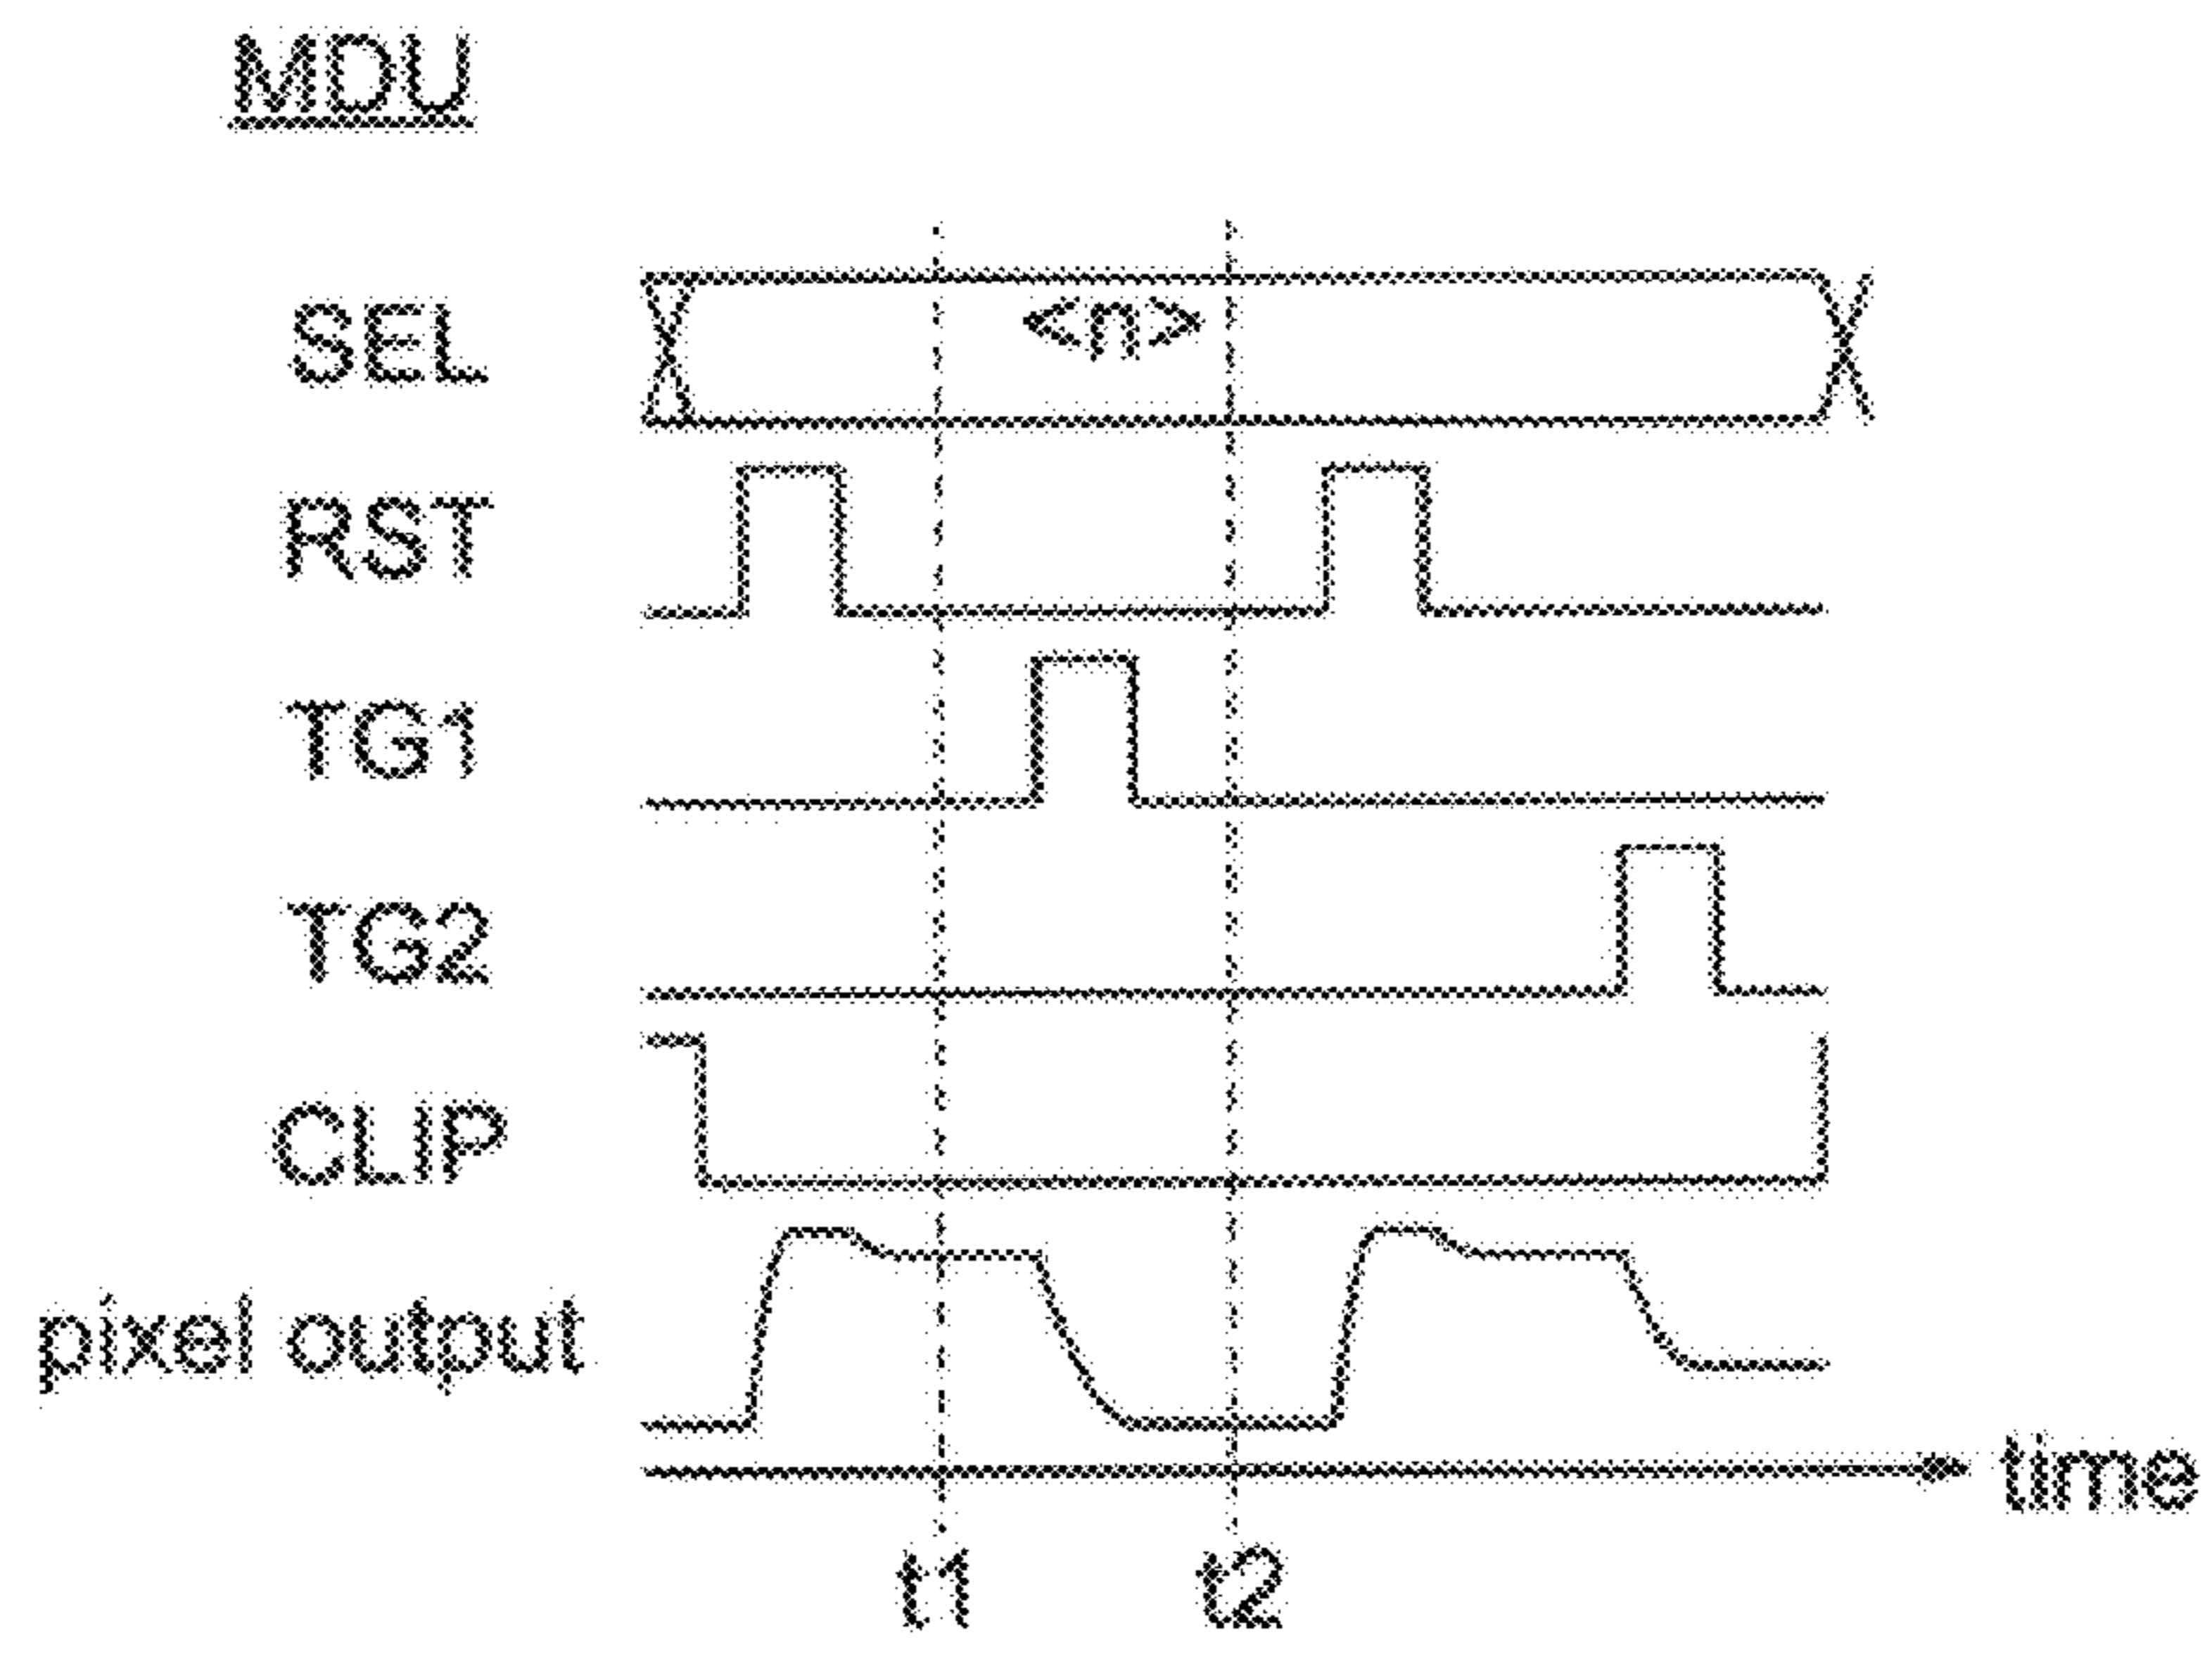 MDU
SEL
<n>
RST
TG1
TG2
CLIP
pixel output
time
t1
t2